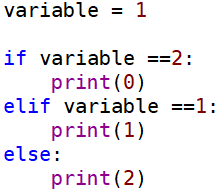 variable = 1

if variable ==2:
    print(0)
elif variable ==1:
    print(1)
else:
    print(2)